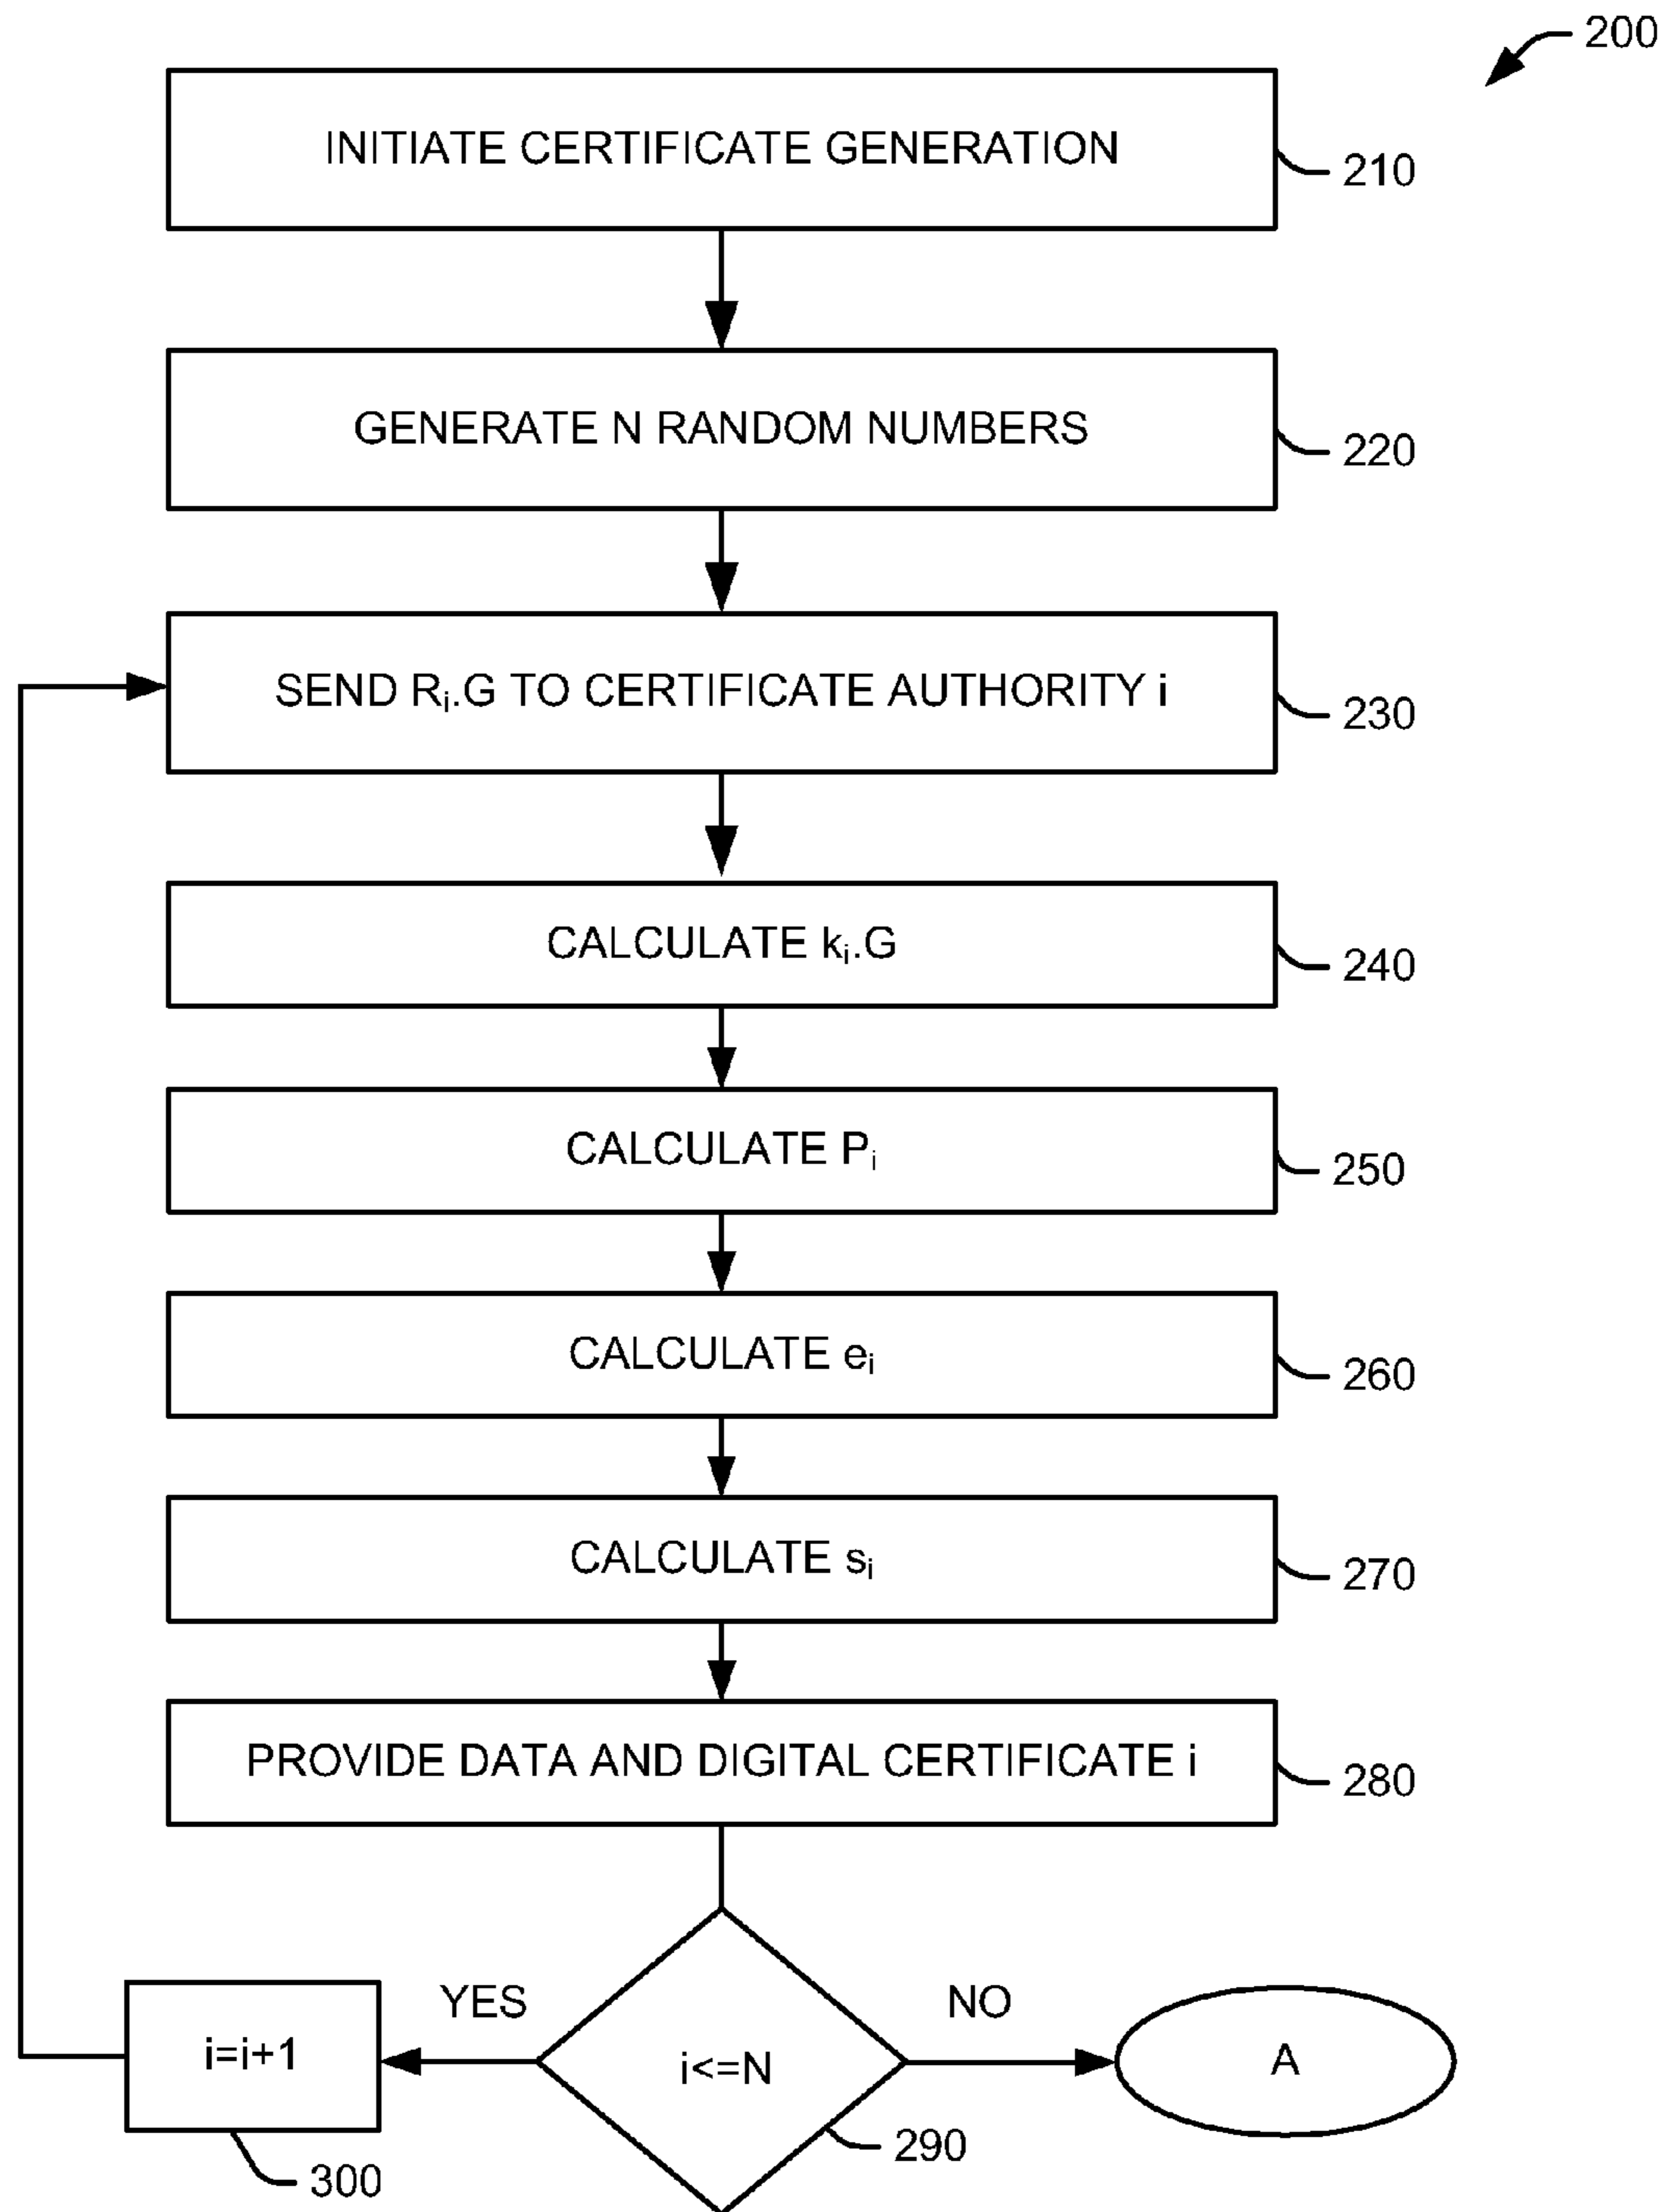 200
INITIATE CERTIFICATE GENERATION
210
GENERATE N RANDOM NUMBERS
220
SEND Rᵢ.G TO CERTIFICATE AUTHORITY i
230
CALCULATE kᵢ.G
240
CALCULATE Pᵢ
250
CALCULATE eᵢ
260
CALCULATE sᵢ
270
PROVIDE DATA AND DIGITAL CERTIFICATE i
280
YES
NO
i=i+1
i<=N
A
290
300